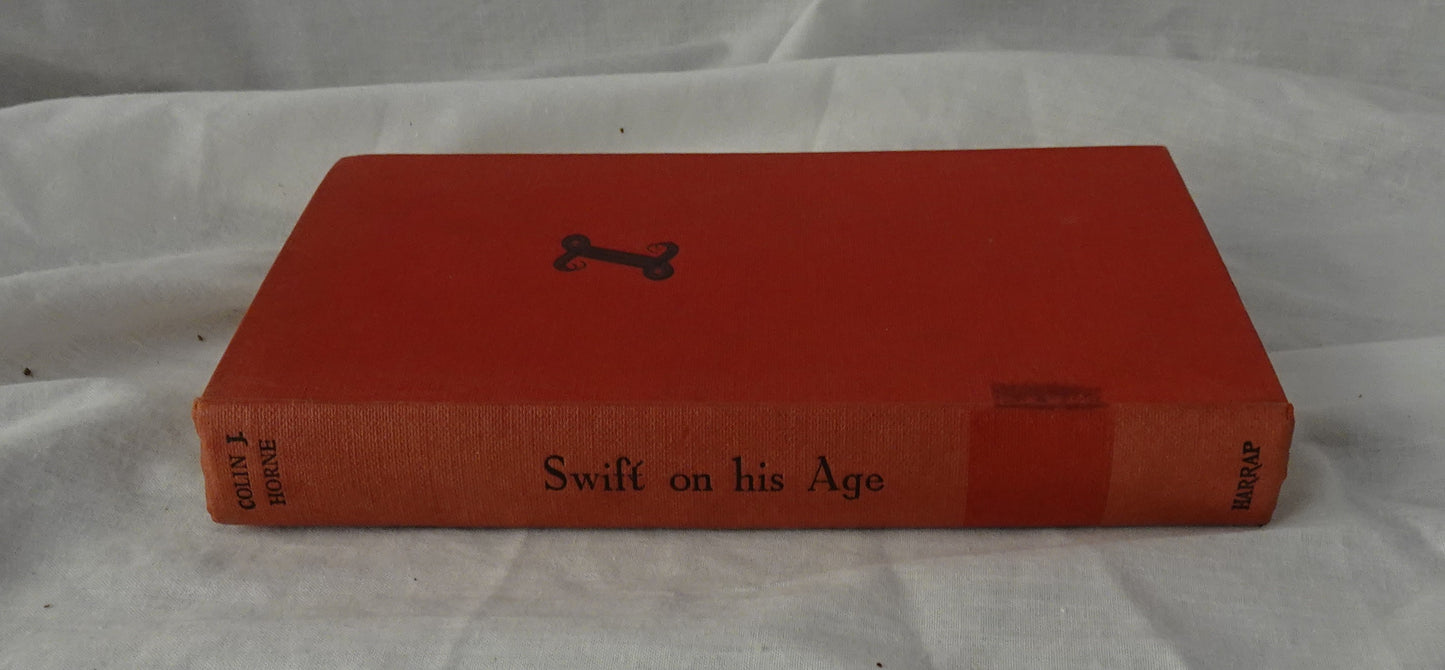 COLIN J.
HORNE
Swift on his Age
HARRAP